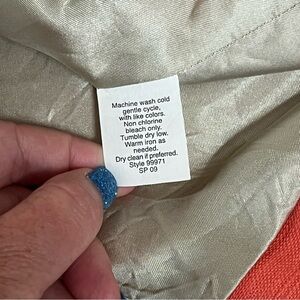 Machine wash cold
gentle cycle,
with like colors.
Non chlorine
bleach only.
Tumble dry low.
Warm iron as
needed.
Dry clean if preferred.
Style 99971
SP 09